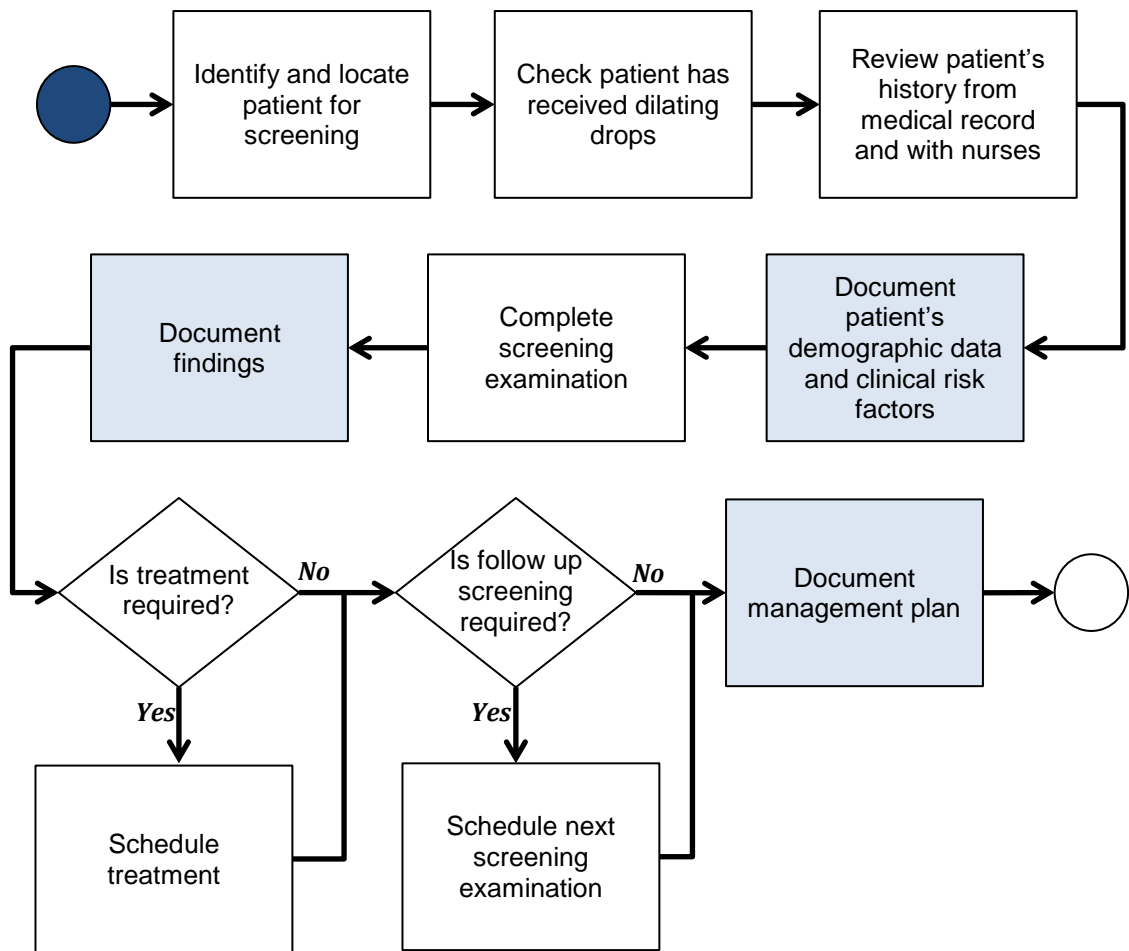 Identify and locate
patient for
screening
Check patient has
received dilating
drops
Review patient’s
history from
medical record
and with nurses
Document
patient’s
demographic data
and clinical risk
factors
Complete
screening
examination
Document
findings
Is treatment
required?
No
Yes
Schedule
treatment
Is follow up
screening
required?
No
Yes
Schedule next
screening
examination
Document
management plan